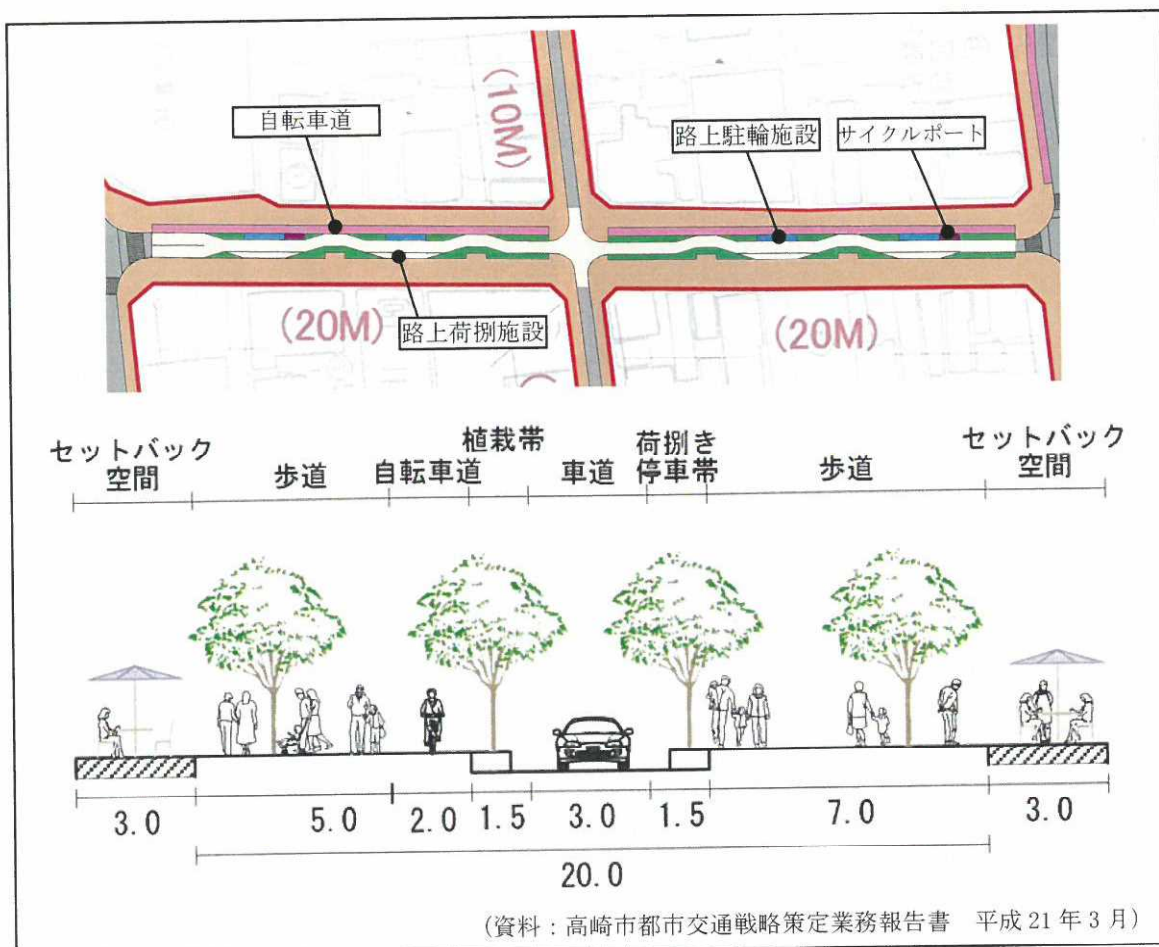 (10M)
自転車道
路上駐輪施設
サイクルポート
(20M)
路上荷捌施設
(20M)
セットバック
空間
歩道
自転車道
植栽帯
車道
荷捌き
停車帯
歩道
セットバック
空間
3.0
5.0
2.0
1.5
3.0
1.5
7.0
3.0
20.0
(資料：高崎市都市交通戦略策定業務報告書 平成21年3月)